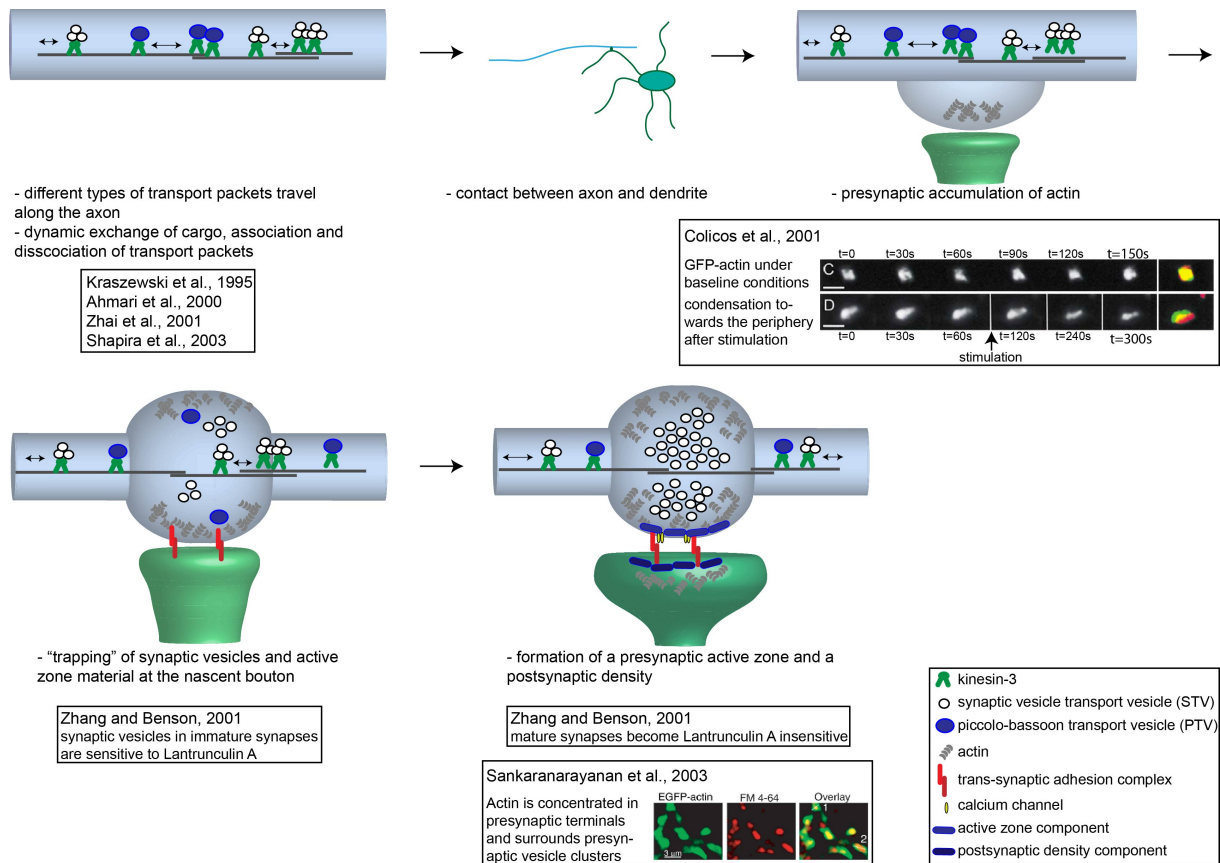 - different types of transport packets travel
along the axon
- dynamic exchange of cargo, association and
disscociation of transport packets
Kraszewski et al., 1995
Ahmari et al., 2000
Zhai et al., 2001
Shapira et al., 2003
- contact between axon and dendrite
- presynaptic accumulation of actin
Colicos et al., 2001
GFP-actin under
baseline conditions
t=0 t=30s t=60s t=90s t=120s t=150s
C
condensation to-
wards the periphery
after stimulation
D
t=0 t=30s t=60s t=120s t=240s t=300s
stimulation
- “trapping” of synaptic vesicles and active
zone material at the nascent bouton
Zhang and Benson, 2001
synaptic vesicles in immature synapses
are sensitive to Lantrunculin A
- formation of a presynaptic active zone and a
postsynaptic density
Zhang and Benson, 2001
mature synapses become Lantrunculin A insensitive
Sankaranarayanan et al., 2003
Actin is concentrated in
presynaptic terminals
and surrounds presyn-
aptic vesicle clusters
EGFP-actin FM 4-64 Overlay
1
2
3 µm
kinesin-3
synaptic vesicle transport vesicle (STV)
piccolo-bassoon transport vesicle (PTV)
actin
trans-synaptic adhesion complex
calcium channel
active zone component
postsynaptic density component